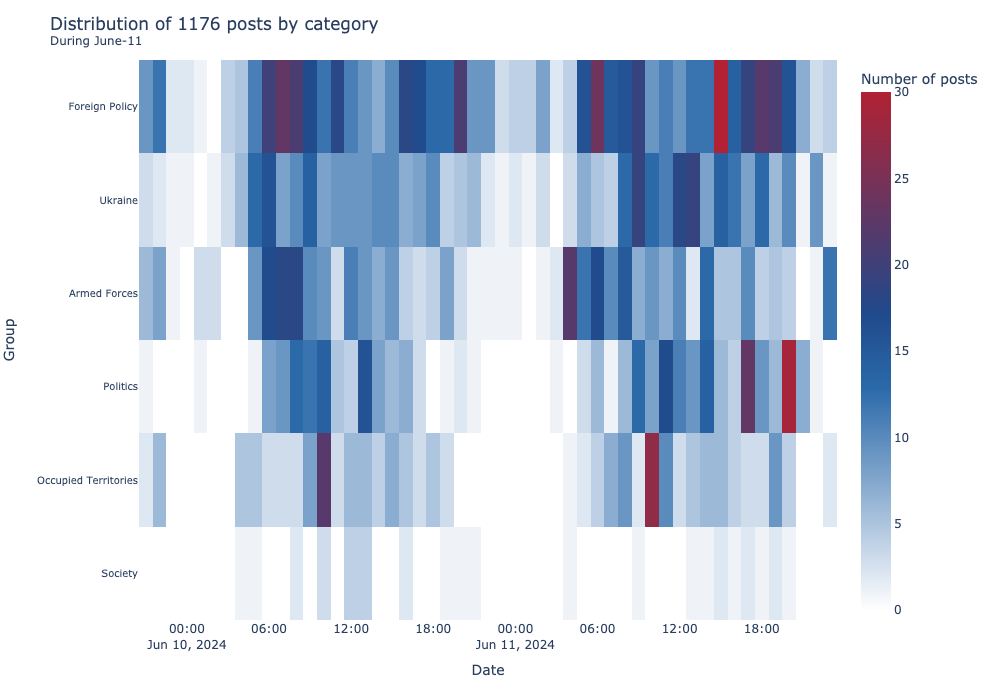 Distribution of 1176 posts by category
During June-11
Number of posts
30
25
20
15
10
5
0
Group
Foreign Policy
Ukraine
Armed Forces
Politics
Occupied Territories
Society
00:00 06:00 12:00 18:00 00:00 06:00 12:00 18:00
Jun 10, 2024 Jun 11, 2024
Date